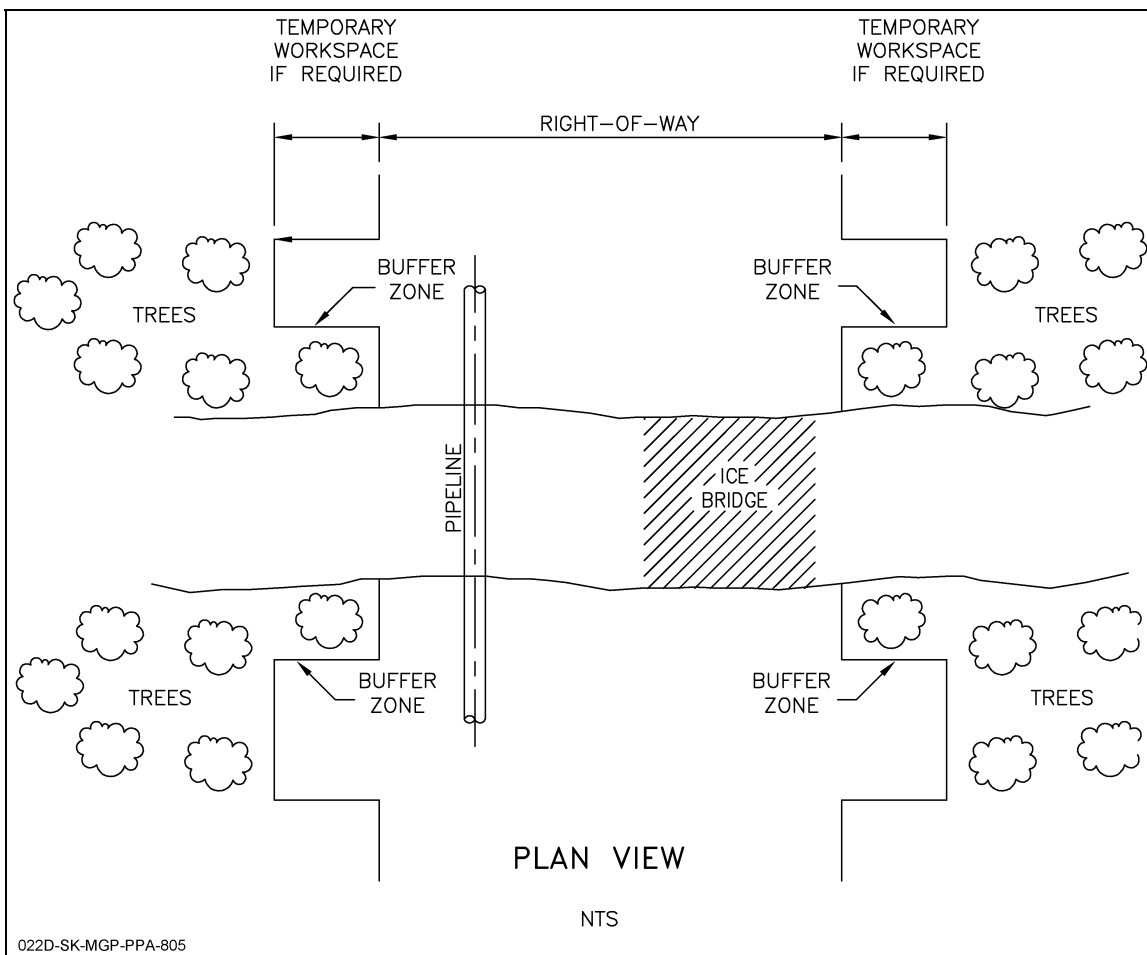 TEMPORARY
WORKSPACE
IF REQUIRED
TEMPORARY
WORKSPACE
IF REQUIRED
RIGHT-OF-WAY
BUFFER
ZONE
BUFFER
ZONE
TREES
TREES
PIPELINE
ICE
BRIDGE
TREES
BUFFER
ZONE
BUFFER
ZONE
TREES
PLAN VIEW
NTS
022D-SK-MGP-PPA-805